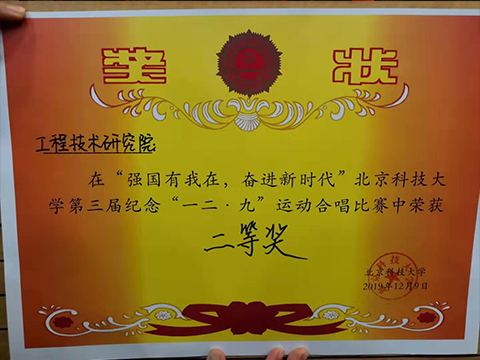 奖状
工程技术研究院
在“强国有我在，奋进新时代”北京科技大
学第三届纪念“一二·九”运动合唱比赛中荣获
二等奖
北京科技大学
2019年12月9日